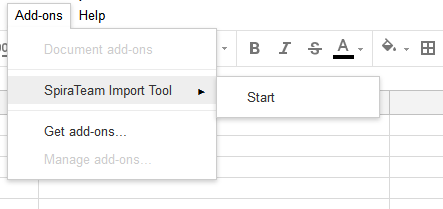 Add-ons Help
Document add-ons
B I S A
SpiraTeam Import Tool
Start
Get add-ons...
Manage add-ons...